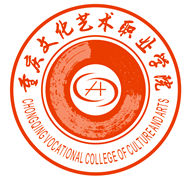 重庆文化艺术职业学院
CHONGQING VOCATIONAL COLLEGE OF CULTURE AND ARTS